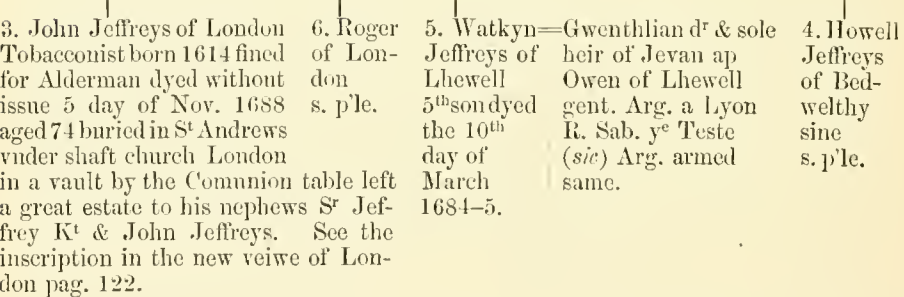 3. John Jeffreys of London
Tobacconist born 1614 fined
for Alderman dyed without
issue 5 day of Nov. 1688
aged 74 buried in Sᵗ Andrews
vnder shaft church London
in a vault by the Comunion table left
a great estate to his nephews Sʳ Jef-
frey Kᵗ & John Jeffreys. See the
inscription in the new veiwe of Lon-
don pag. 122.
6. Roger
of Lon-
don
s. p'le.
5. Watkyn=
Jeffreys of
Lhewell
5ᵗʰ son dyed
the 10ᵗʰ
day of
March
1684–5.
Gwenthlian dʳ & sole
heir of Jevan ap
Owen of Lhewell
gent. Arg. a Lyon
R. Sab. yᵉ Teste
(sic) Arg. armed
same.
4. Howell
Jeffreys
of Bed-
welthy
sine
s. p'le.